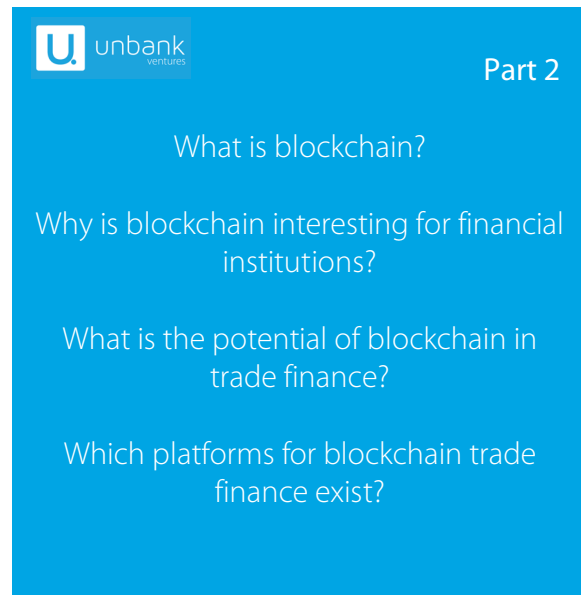 U.
unbank
ventures
Part 2
What is blockchain?
Why is blockchain interesting for financial
institutions?
What is the potential of blockchain in
trade finance?
Which platforms for blockchain trade
finance exist?